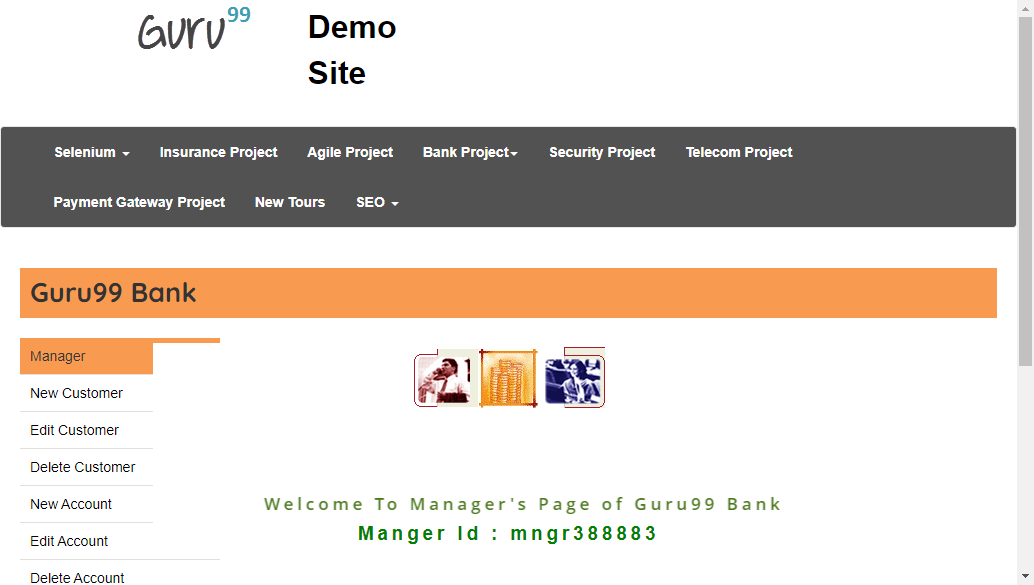 Guru99
Demo
Site
Selenium Insurance Project Agile Project Bank Project Security Project Telecom Project
Payment Gateway Project New Tours SEO
Guru99 Bank
Manager
New Customer
Edit Customer
Delete Customer
New Account
Edit Account
Delete Account
Welcome To Manager's Page of Guru99 Bank
Manger Id : mngr388883